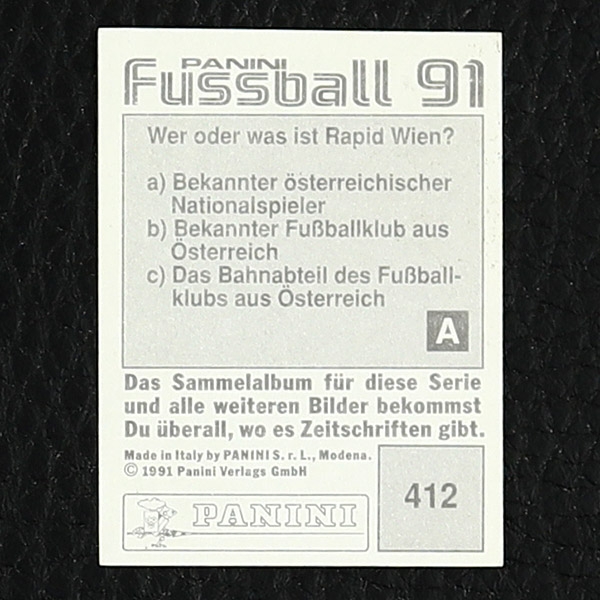 PANINI
Fussball 91
Wer oder was ist Rapid Wien?
a) Bekannter österreichischer
Nationalspieler
b) Bekannter Fußballklub aus
Österreich
c) Das Bahnabteil des Fußball-
klubs aus Österreich
A
Das Sammelalbum für diese Serie
und alle weiteren Bilder bekommst
Du überall, wo es Zeitschriften gibt.
Made in Italy by PANINI S. r. L., Modena.
© 1991 Panini Verlags GmbH
PANINI
412